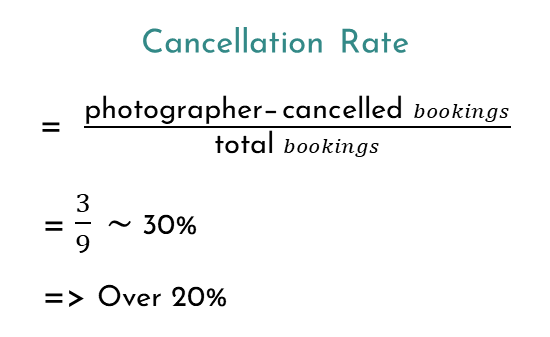 Cancellation Rate
= photographer-cancelled bookings
total bookings
= 3
9 ~ 30%
=> Over 20%